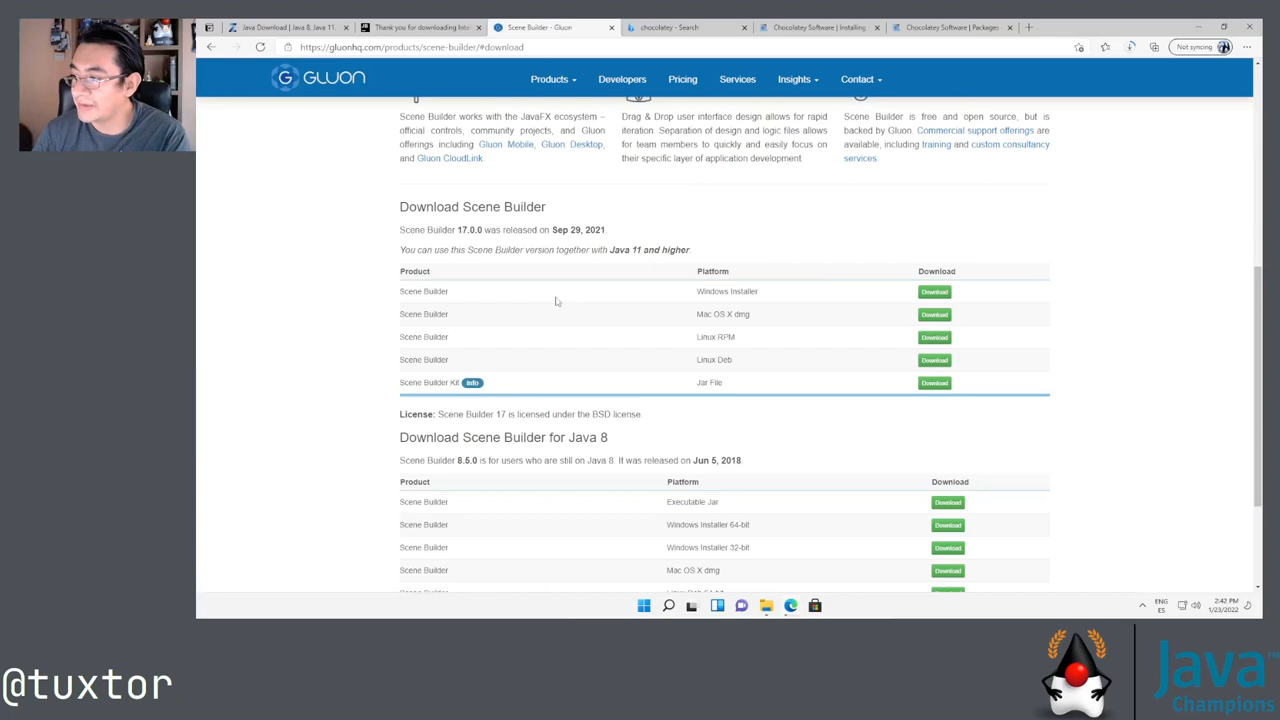 Java Download | Java 8, Java 11,
Thank you for downloading Inte
Scene Builder - Gluon
chocolatey - Search
Chocolatey Software | Installing
Chocolatey Software | Packages
https://gluonhq.com/products/scene-builder/#download
Not syncing
GLUON
Products
Developers
Pricing
Services
Insights
Contact
Scene Builder works with the JavaFX ecosystem –
official controls, community projects, and Gluon
offerings including Gluon Mobile, Gluon Desktop,
and Gluon CloudLink.
Drag & Drop user interface design allows for rapid
iteration. Separation of design and logic files allows
for team members to quickly and easily focus on
their specific layer of application development.
Scene Builder is free and open source, but is
backed by Gluon. Commercial support offerings are
available, including training and custom consultancy
services.
Download Scene Builder
Scene Builder 17.0.0 was released on Sep 29, 2021.
You can use this Scene Builder version together with Java 11 and higher.
Product Platform Download
Scene Builder Windows Installer Download
Scene Builder Mac OS X dmg Download
Scene Builder Linux RPM Download
Scene Builder Linux Deb Download
Scene Builder Kit info Jar File Download
License: Scene Builder 17 is licensed under the BSD license.
Download Scene Builder for Java 8
Scene Builder 8.5.0 is for users who are still on Java 8. It was released on Jun 5, 2018.
Product Platform Download
Scene Builder Executable Jar Download
Scene Builder Windows Installer 64-bit Download
Scene Builder Windows Installer 32-bit Download
Scene Builder Mac OS X dmg Download
ENG
ES
2:42 PM
1/23/2022
@tuxtor
Java
Champions